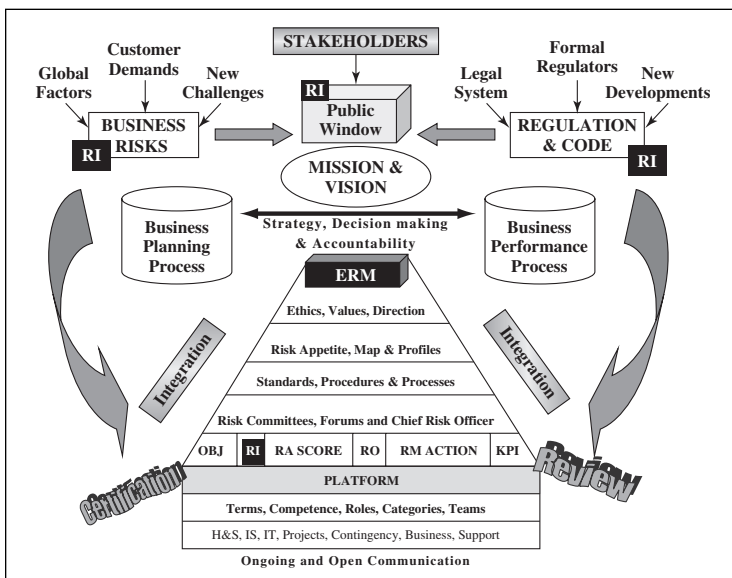 STAKEHOLDERS
Customer
Demands
Global
Factors
New
Challenges
BUSINESS
RISKS
RI
RI
Public
Window
Formal
Regulators
Legal
System
New
Developments
REGULATION
& CODE
RI
MISSION &
VISION
Business
Planning
Process
Strategy, Decision making
& Accountability
Business
Performance
Process
ERM
Ethics, Values, Direction
Risk Appetite, Map & Profiles
Standards, Procedures & Processes
Risk Committees, Forums and Chief Risk Officer
Integration
Integration
OBJ RI RA SCORE RO RM ACTION KPI
Certification
Review
PLATFORM
Terms, Competence, Roles, Categories, Teams
H&S, IS, IT, Projects, Contingency, Business, Support
Ongoing and Open Communication